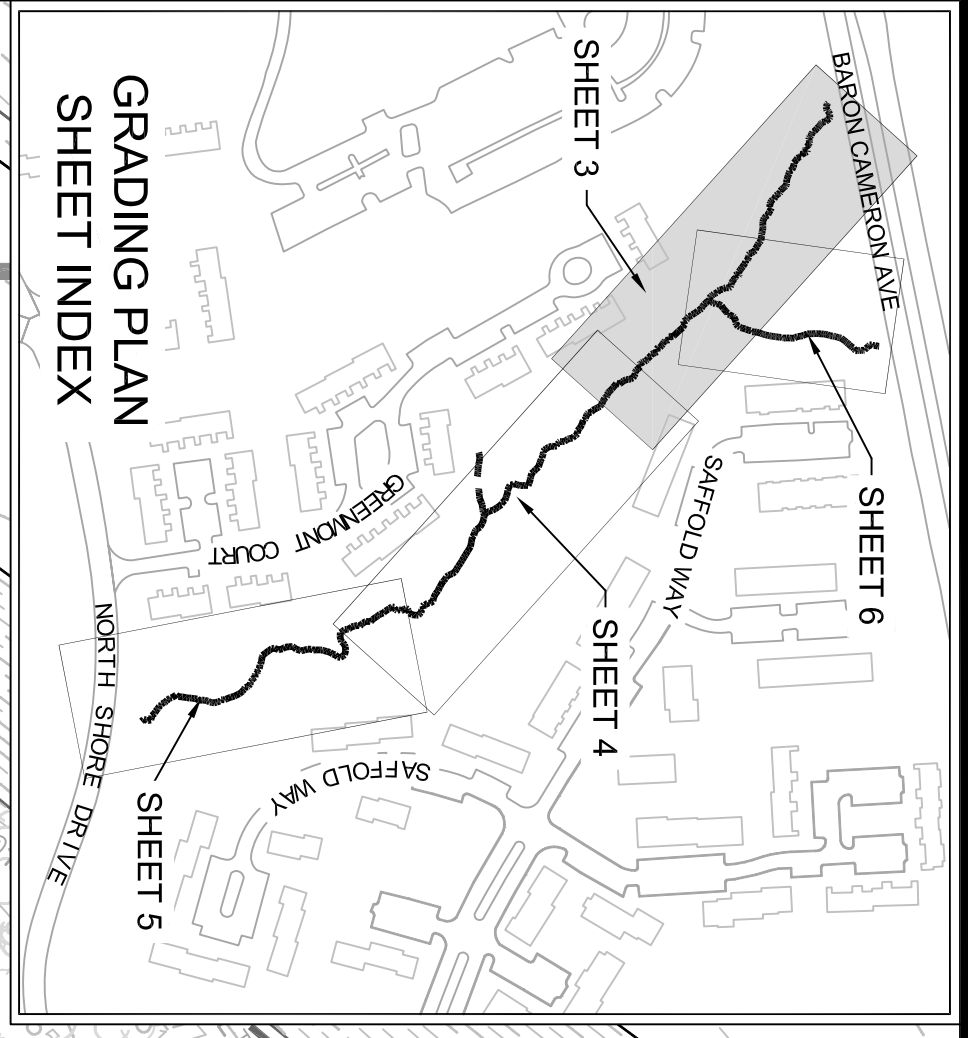 GRADING PLAN
SHEET INDEX
BARON CAMERON AVE
SHEET 3
SHEET 6
SAFFOLD WAY
GREENMONT COURT
SHEET 4
NORTH SHORE DRIVE
SAFFOLD WAY
SHEET 5